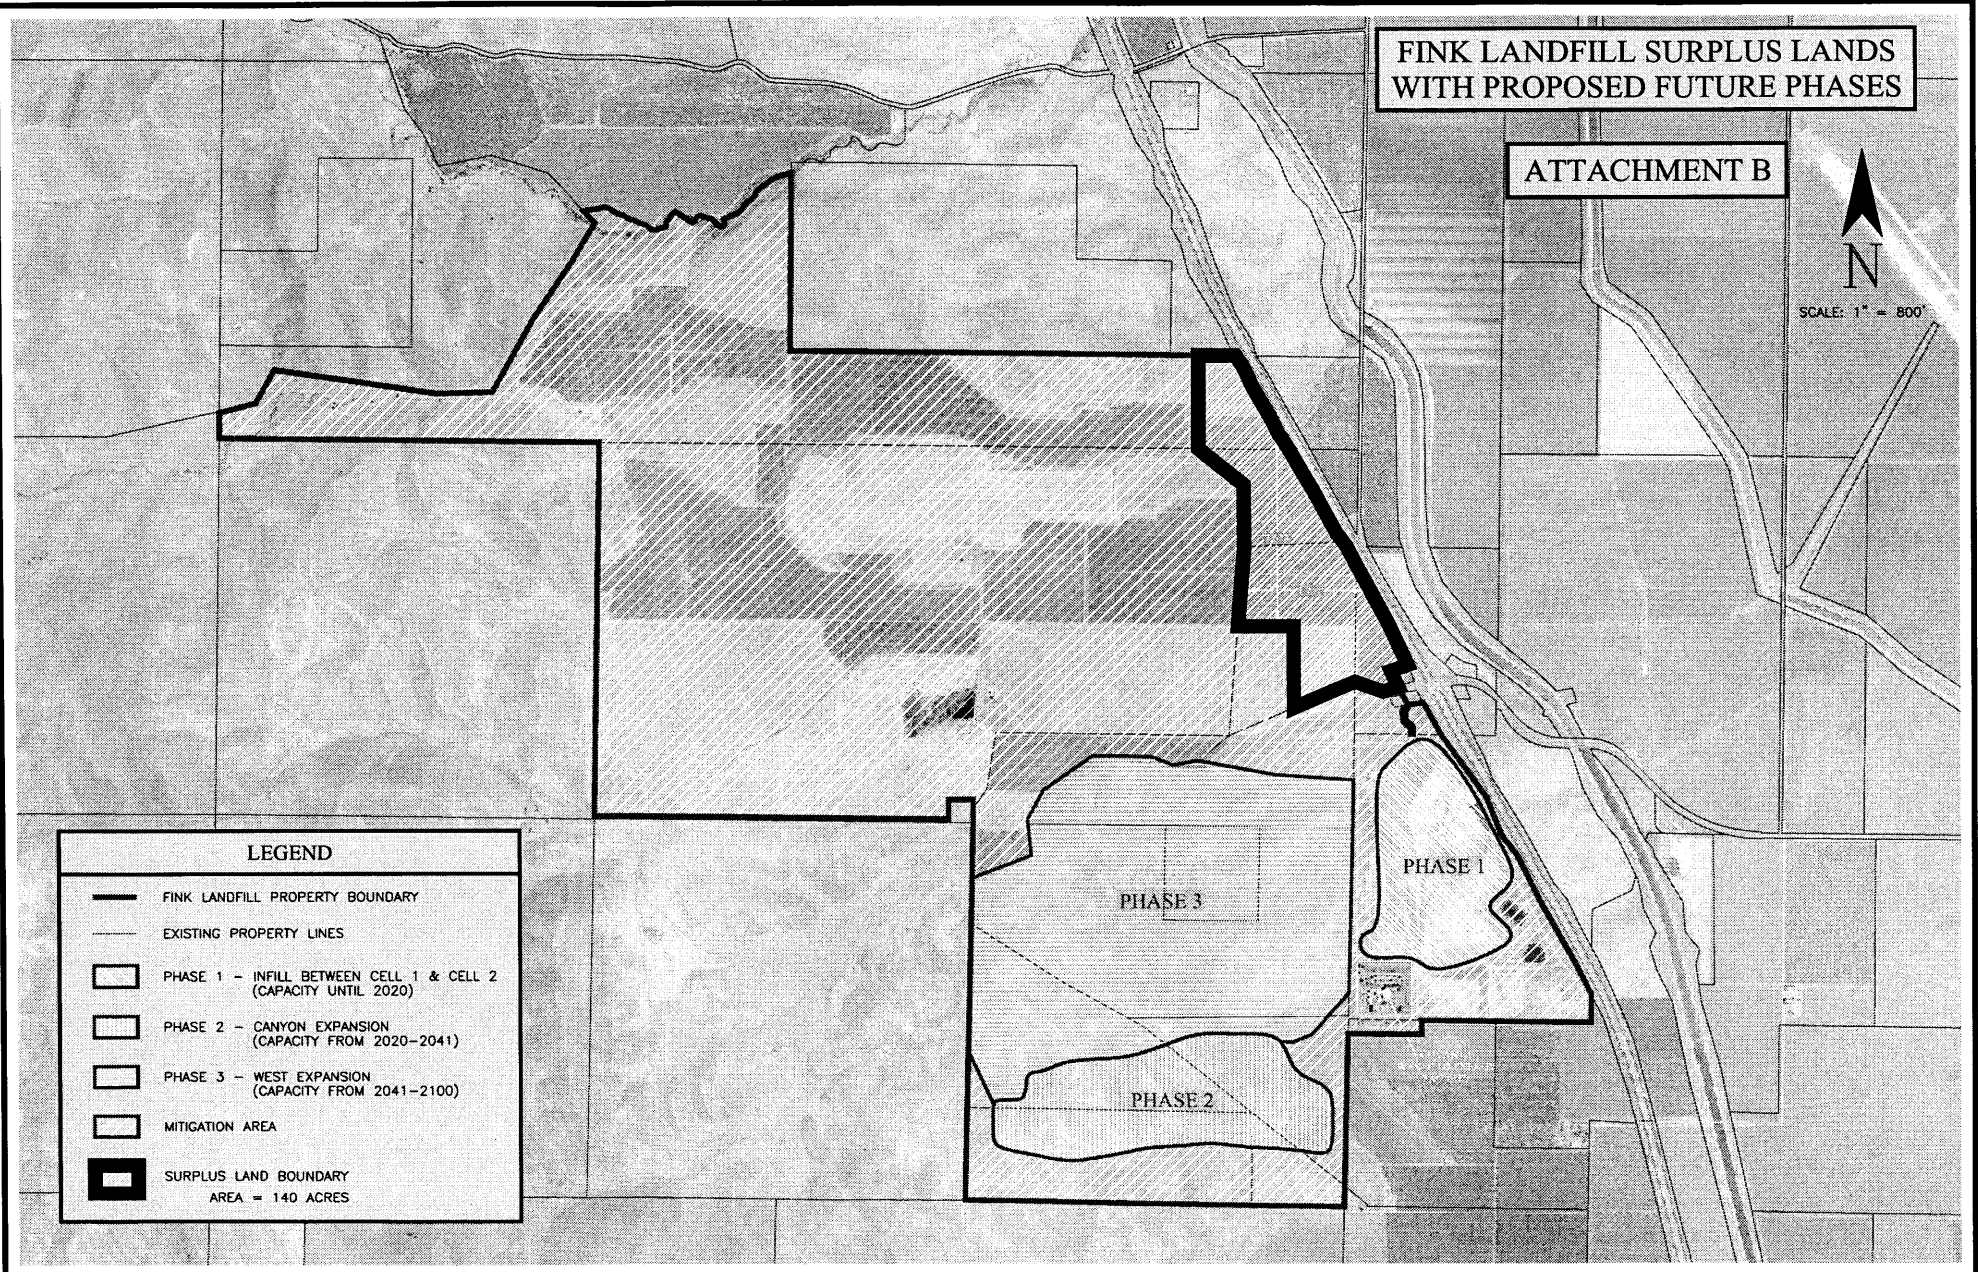 FINK LANDFILL SURPLUS LANDS
WITH PROPOSED FUTURE PHASES
ATTACHMENT B
N
SCALE: 1" = 800'
PHASE 1
PHASE 3
PHASE 2
LEGEND
FINK LANDFILL PROPERTY BOUNDARY
EXISTING PROPERTY LINES
PHASE 1 - INFILL BETWEEN CELL 1 & CELL 2
(CAPACITY UNTIL 2020)
PHASE 2 - CANYON EXPANSION
(CAPACITY FROM 2020-2041)
PHASE 3 - WEST EXPANSION
(CAPACITY FROM 2041-2100)
MITIGATION AREA
SURPLUS LAND BOUNDARY
AREA = 140 ACRES